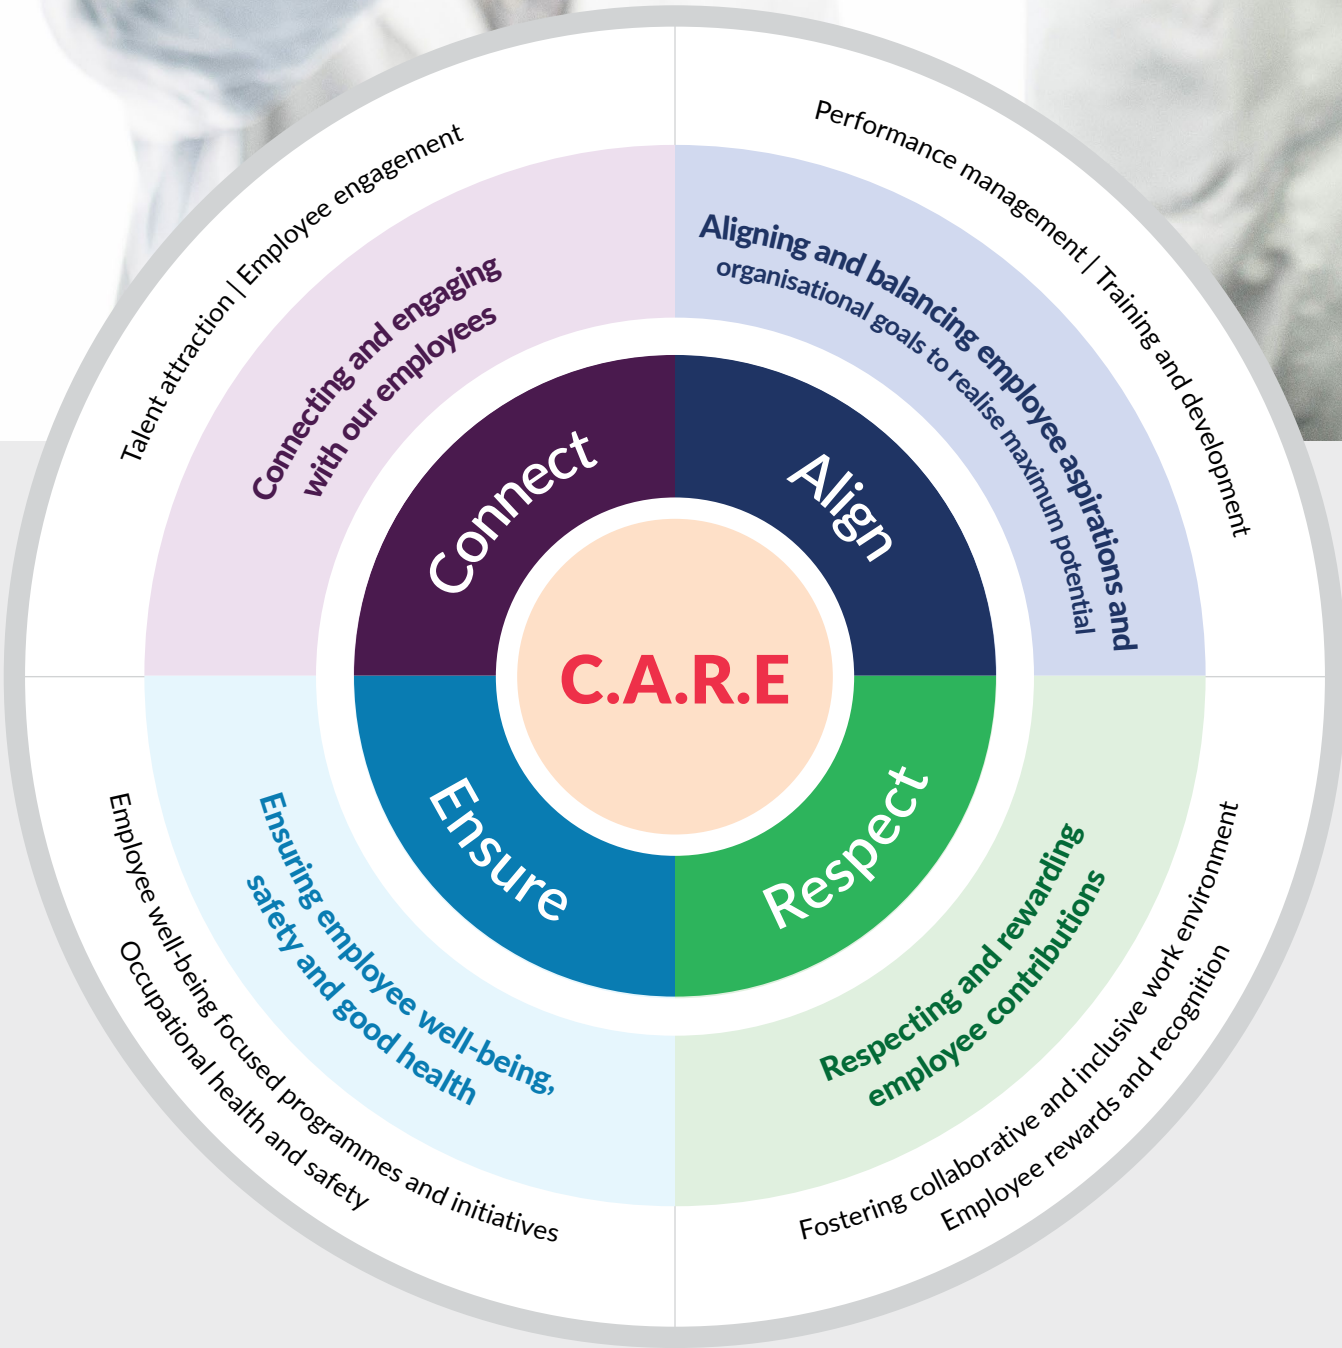 C.A.R.E
Connect
Connecting and engaging
with our employees
Talent attraction | Employee engagement
Align
Aligning and balancing employee aspirations and
organisational goals to realise maximum potential
Performance management | Training and development
Respect
Respecting and rewarding
employee contributions
Fostering collaborative and inclusive work environment
Employee rewards and recognition
Ensure
Ensuring employee well-being,
safety and good health
Employee well-being focused programmes and initiatives
Occupational health and safety